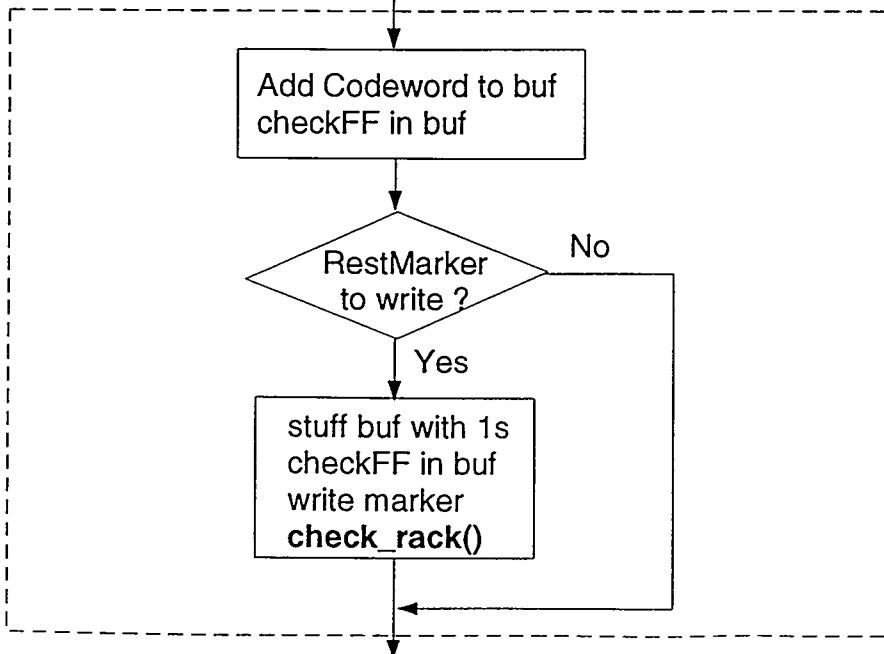 Add Codeword to buf
checkFF in buf
RestMarker
to write ?
No
Yes
stuff buf with 1s
checkFF in buf
write marker
check_rack()